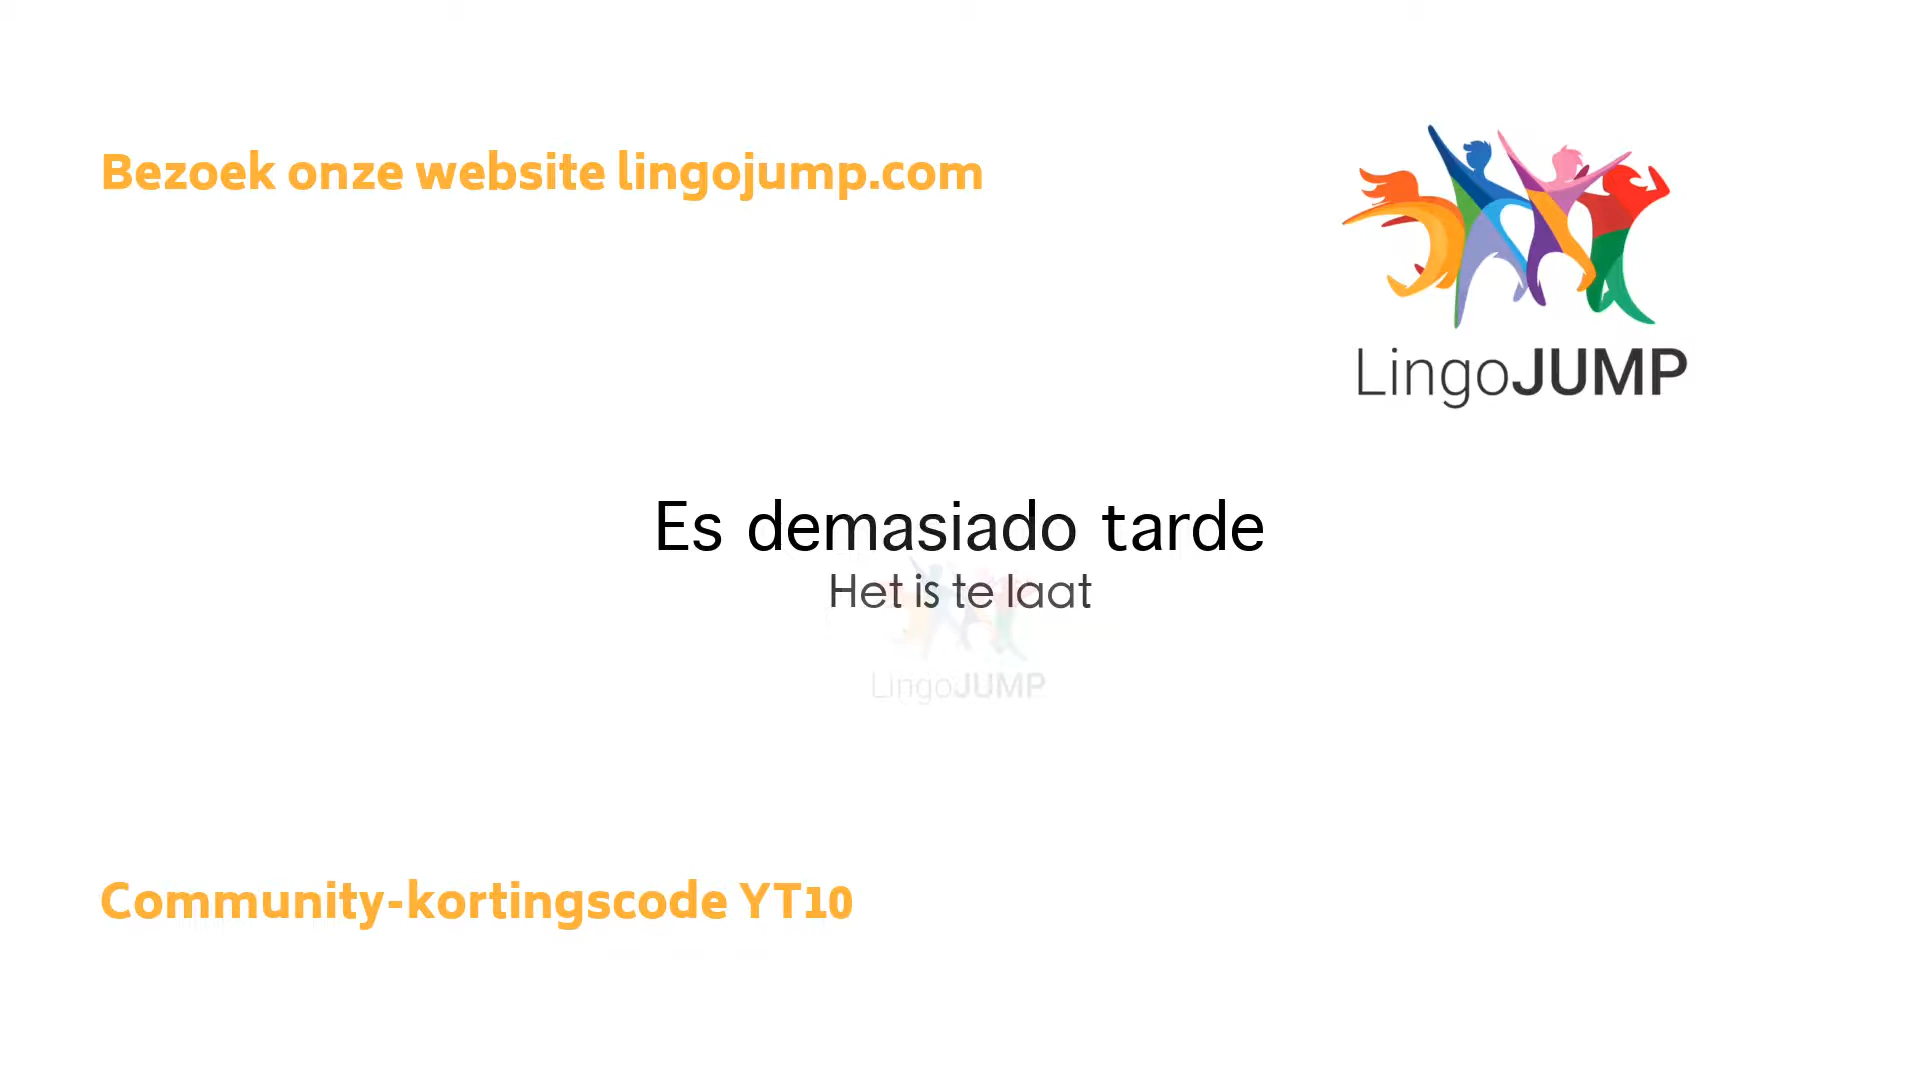 Bezoek onze website lingojump.com
LingoJUMP
Es demasiado tarde
Het is te laat
LingoJUMP
Community-kortingscode YT10